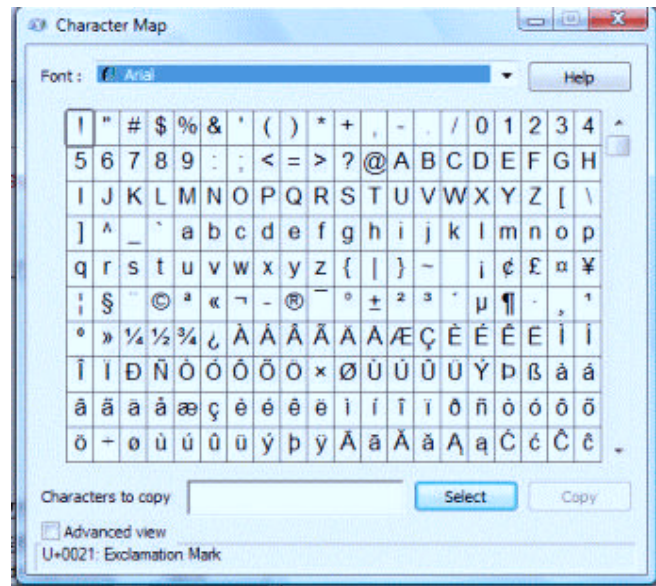 Character Map
Font : Arial Help
! " # $ % & ' ( ) * + , - . / 0 1 2 3 4
5 6 7 8 9 : ; < = > ? @ A B C D E F G H
I J K L M N O P Q R S T U V W X Y Z [ \
] ^ _ ` a b c d e f g h i j k l m n o p
q r s t u v w x y z { | } ~ ¡ ¢ £ ¤ ¥
¦ § ¨ © ª « ¬ - ® ¯ ° ± ² ³ ´ µ ¶ · ¸ ¹
º » ¼ ½ ¾ ¿ À Á Â Ã Ä Å Æ Ç È É Ê Ë Ì Í
Î Ï Ð Ñ Ò Ó Ô Õ Ö × Ø Ù Ú Û Ü Ý Þ ß à á
â ã ä å æ ç è é ê ë ì í î ï ð ñ ò ó ô õ
ö ÷ ø ù ú û ü ý þ ÿ Ā ā Ă ă Ą ą Ć ć Ĉ ĉ
Characters to copy Select Copy
Advanced view
U+0021: Exclamation Mark